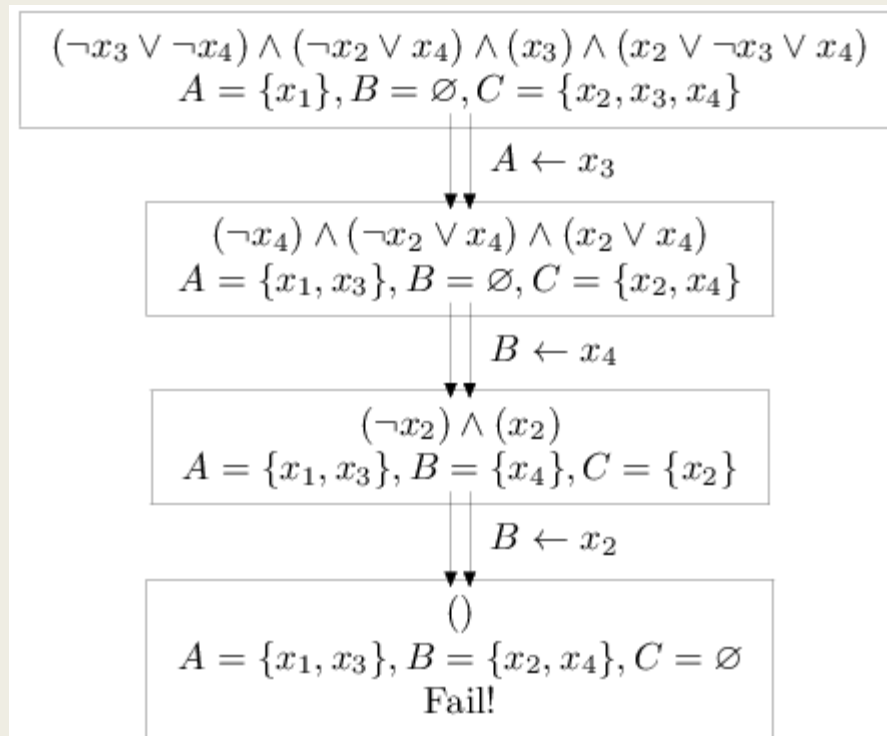 (¬x₃ ∨ ¬x₄) ∧ (¬x₂ ∨ x₄) ∧ (x₃) ∧ (x₂ ∨ ¬x₃ ∨ x₄)
A = {x₁}, B = ∅, C = {x₂, x₃, x₄}
A ← x₃
(¬x₄) ∧ (¬x₂ ∨ x₄) ∧ (x₂ ∨ x₄)
A = {x₁, x₃}, B = ∅, C = {x₂, x₄}
B ← x₄
(¬x₂) ∧ (x₂)
A = {x₁, x₃}, B = {x₄}, C = {x₂}
B ← x₂
()
A = {x₁, x₃}, B = {x₂, x₄}, C = ∅
Fail!